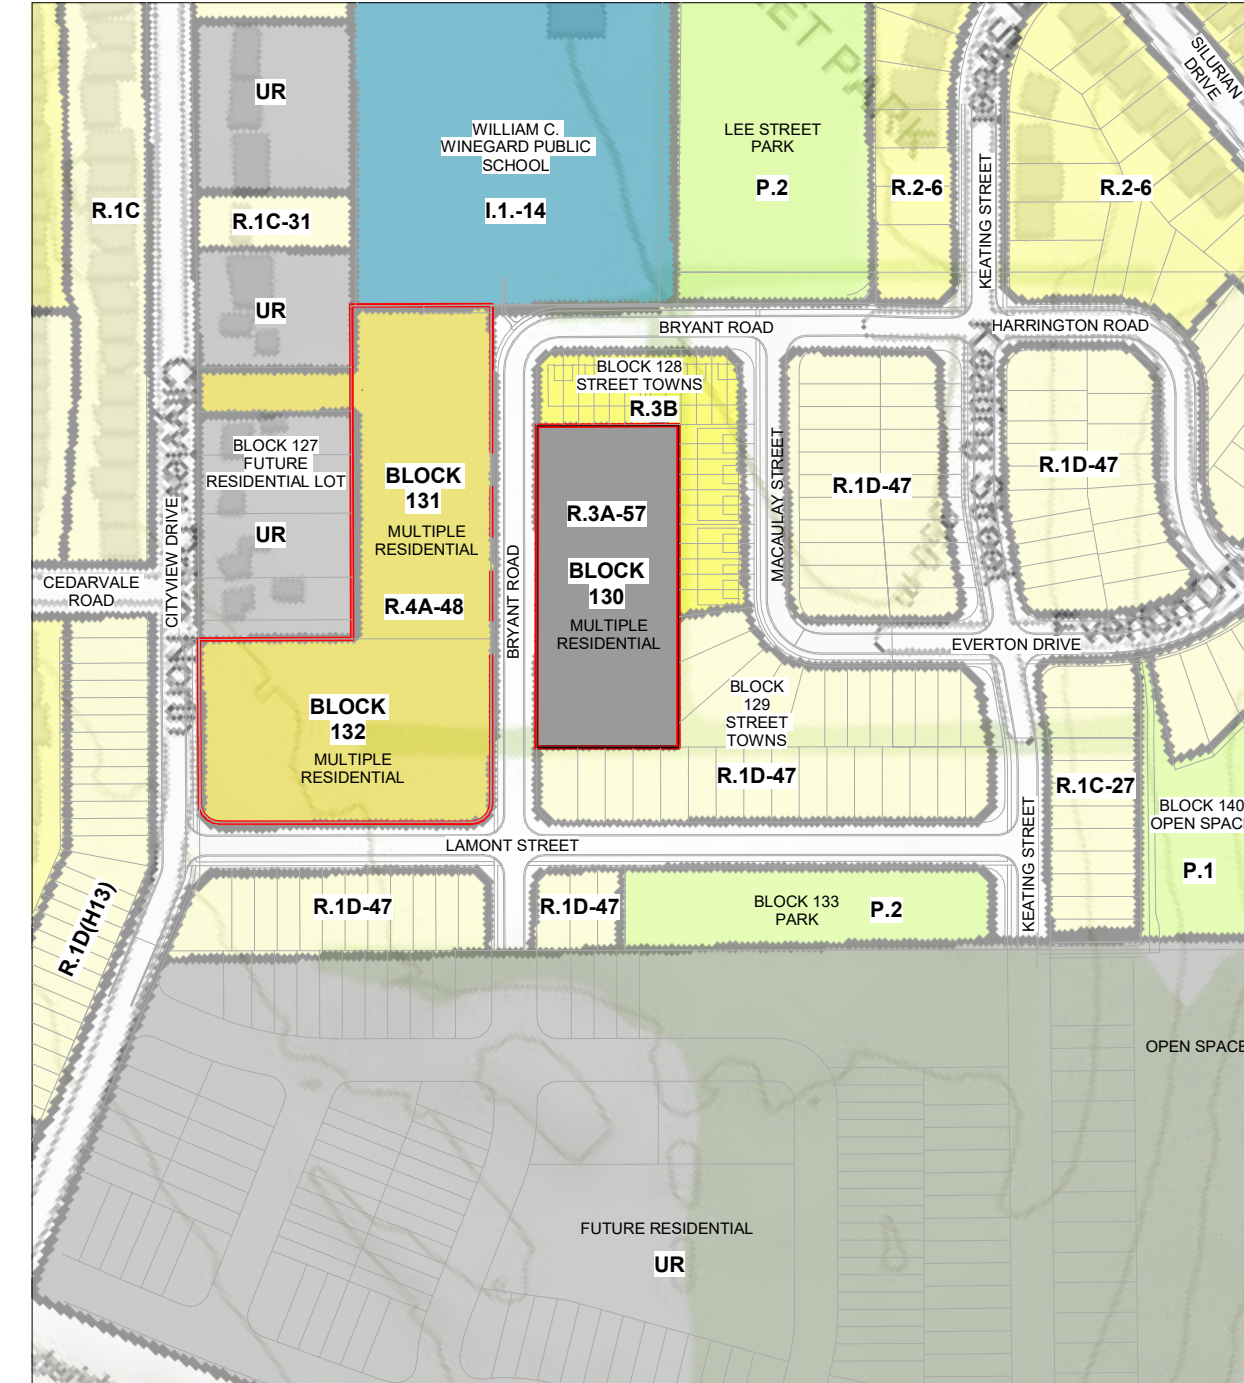 SILURIAN
DRIVE
UR
WILLIAM C.
WINEGARD PUBLIC
SCHOOL
I.1.-14
LEE STREET
PARK
P.2
R.2-6
R.2-6
KEATING STREET
R.1C
R.1C-31
UR
BRYANT ROAD
HARRINGTON ROAD
BLOCK 128
STREET TOWNS
R.3B
BLOCK 127
FUTURE
RESIDENTIAL LOT
UR
BLOCK
131
MULTIPLE
RESIDENTIAL
R.4A-48
R.3A-57
BLOCK
130
MULTIPLE
RESIDENTIAL
MACAULAY STREET
R.1D-47
R.1D-47
CITYVIEW DRIVE
CEDARVALE
ROAD
BRYANT ROAD
EVERTON DRIVE
BLOCK
132
MULTIPLE
RESIDENTIAL
BLOCK
129
STREET
TOWNS
R.1D-47
R.1C-27
BLOCK 140
OPEN SPAC
P.1
LAMONT STREET
KEATING STREET
R.1D(H13)
R.1D-47
R.1D-47
BLOCK 133
PARK
P.2
OPEN SPACE
FUTURE RESIDENTIAL
UR